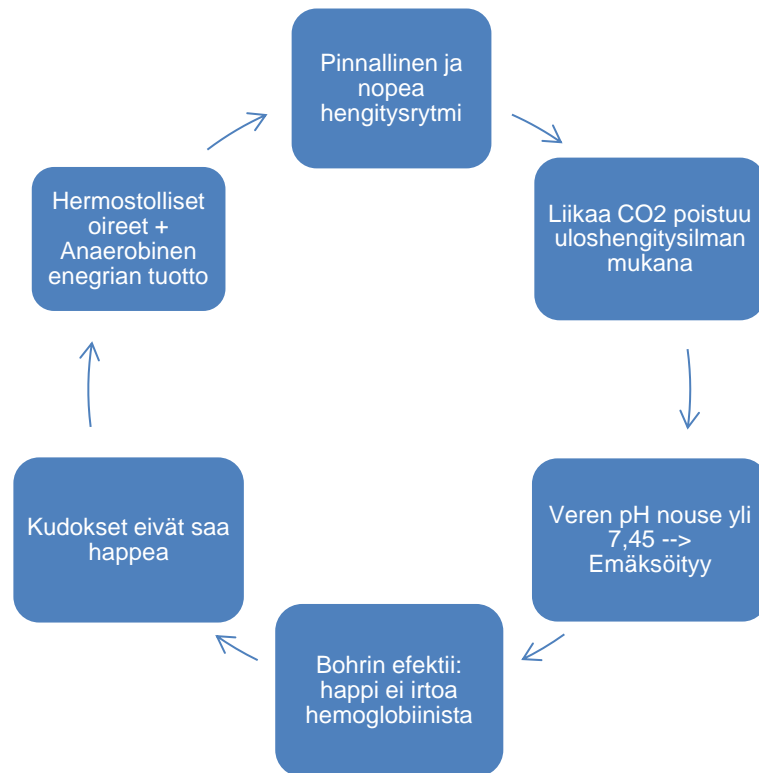 Pinnallinen ja
nopea
hengitysrytmi
Liikaa CO2 poistuu
uloshengitysilman
mukana
Veren pH nouse yli
7,45 -->
Emäksöityy
Bohrin efektii:
happi ei irtoa
hemoglobiinista
Kudokset eivät saa
happea
Hermostolliset
oireet +
Anaerobinen
enegrian tuotto